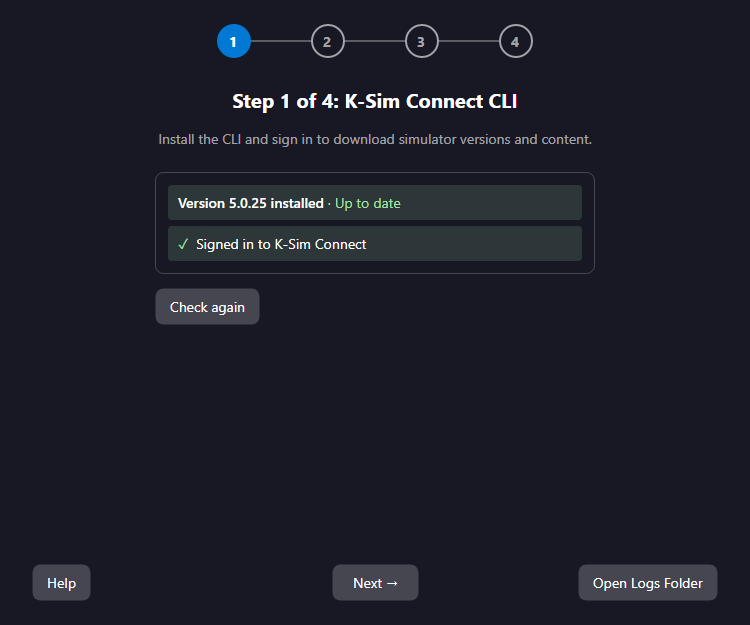 1 2 3 4
Step 1 of 4: K-Sim Connect CLI
Install the CLI and sign in to download simulator versions and content.
Version 5.0.25 installed · Up to date
✓ Signed in to K-Sim Connect
Check again
Help
Next →
Open Logs Folder